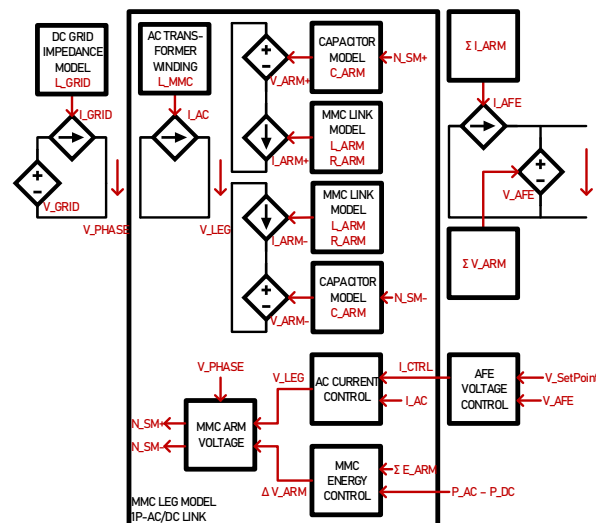 DC GRID
IMPEDANCE
MODEL
L_GRID
I_GRID
V_GRID
V_PHASE
AC TRANS-
FORMER
WINDING
L_MMC
I_AC
V_LEG
CAPACITOR
MODEL
C_ARM
N_SM+
V_ARM+
MMC LINK
MODEL
L_ARM
R_ARM
I_ARM+
MMC LINK
MODEL
L_ARM
R_ARM
I_ARM-
CAPACITOR
MODEL
C_ARM
N_SM-
V_ARM-
Σ I_ARM
I_AFE
V_AFE
Σ V_ARM
V_PHASE
V_LEG
MMC ARM
VOLTAGE
N_SM+
N_SM-
Δ V_ARM
AC CURRENT
CONTROL
I_CTRL
I_AC
AFE
VOLTAGE
CONTROL
V_SetPoint
V_AFE
MMC
ENERGY
CONTROL
Σ E_ARM
P_AC - P_DC
MMC LEG MODEL
1P-AC/DC LINK